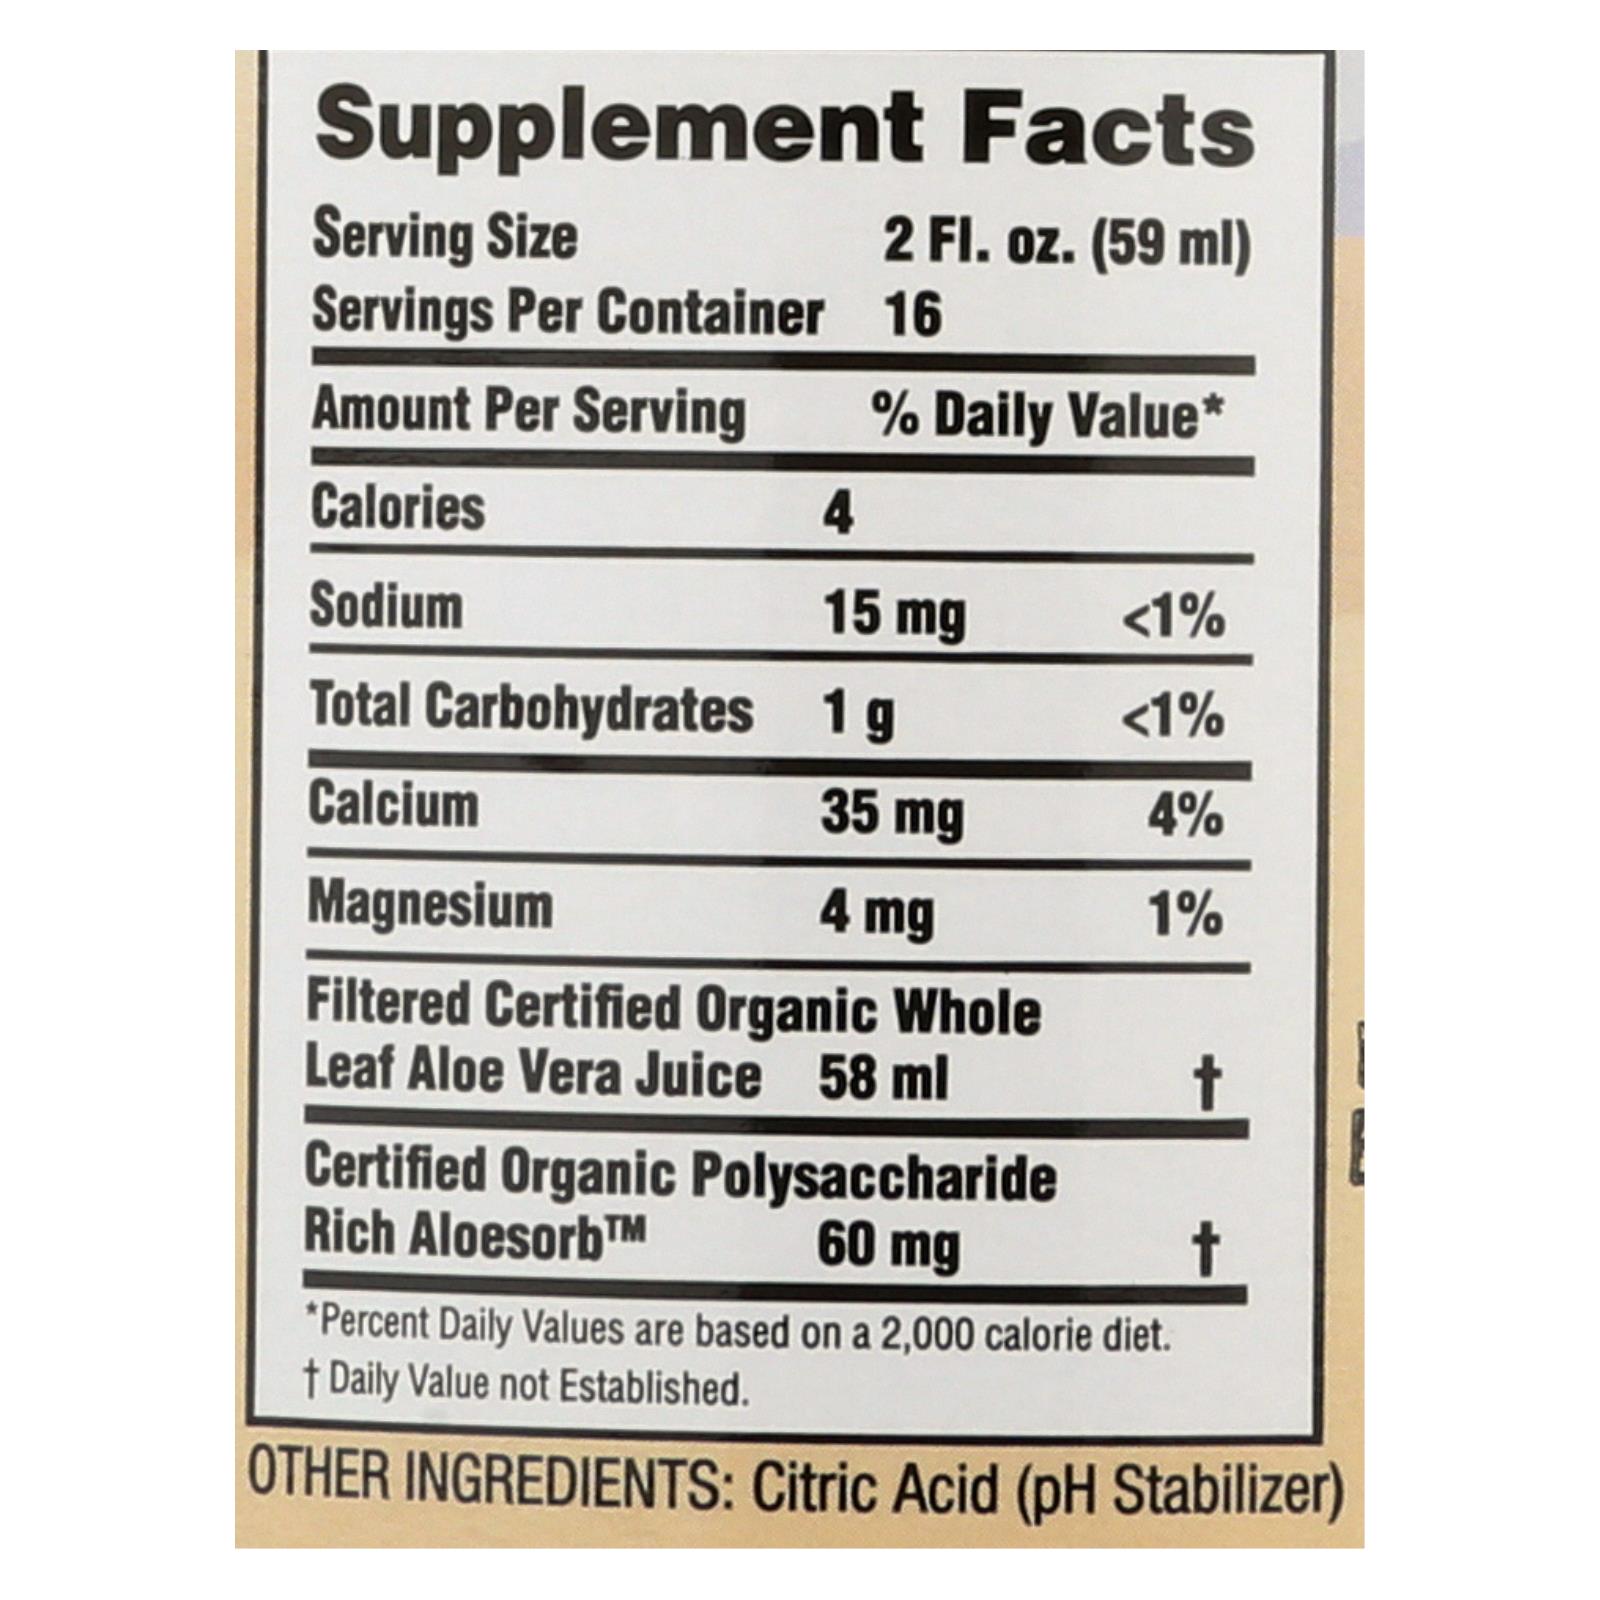 Supplement Facts
Serving Size 2 Fl. oz. (59 ml)
Servings Per Container 16
Amount Per Serving % Daily Value*
Calories 4
Sodium 15 mg <1%
Total Carbohydrates 1 g <1%
Calcium 35 mg 4%
Magnesium 4 mg 1%
Filtered Certified Organic Whole
Leaf Aloe Vera Juice 58 ml †
Certified Organic Polysaccharide
Rich Aloesorb™ 60 mg †
*Percent Daily Values are based on a 2,000 calorie diet.
† Daily Value not Established.
OTHER INGREDIENTS: Citric Acid (pH Stabilizer)